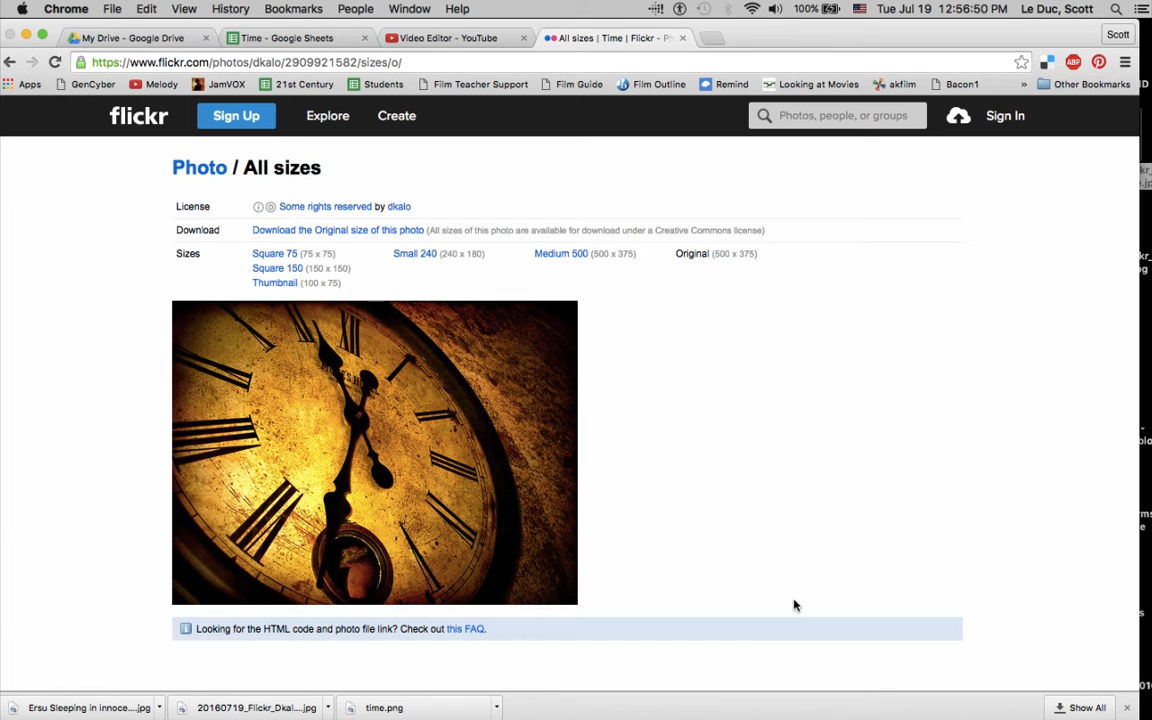 Chrome File Edit View History Bookmarks People Window Help 100% Tue Jul 19 12:56:50 PM Le Duc, Scott
My Drive - Google Drive Time - Google Sheets Video Editor - YouTube All sizes | Time | Flickr - Ph Scott
https://www.flickr.com/photos/dkalo/2909921582/sizes/o/
Apps GenCyber Melody JamVOX 21st Century Students Film Teacher Support Film Guide Film Outline Remind Looking at Movies akfilm Bacon1 » Other Bookmarks
flickr Sign Up Explore Create Photos, people, or groups Sign In
Photo / All sizes
License Some rights reserved by dkalo
Download Download the Original size of this photo (All sizes of this photo are available for download under a Creative Commons license)
Sizes Square 75 (75 x 75) Small 240 (240 x 180) Medium 500 (500 x 375) Original (500 x 375)
Square 150 (150 x 150)
Thumbnail (100 x 75)
Looking for the HTML code and photo file link? Check out this FAQ.
Ersu Sleeping in innoce....jpg 20160719_Flickr_Dkal...jpg time.png Show All